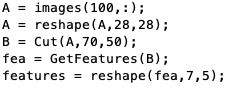 A = images(100,:);
A = reshape(A,28,28);
B = Cut(A,70,50);
fea = GetFeatures(B);
features = reshape(fea,7,5);